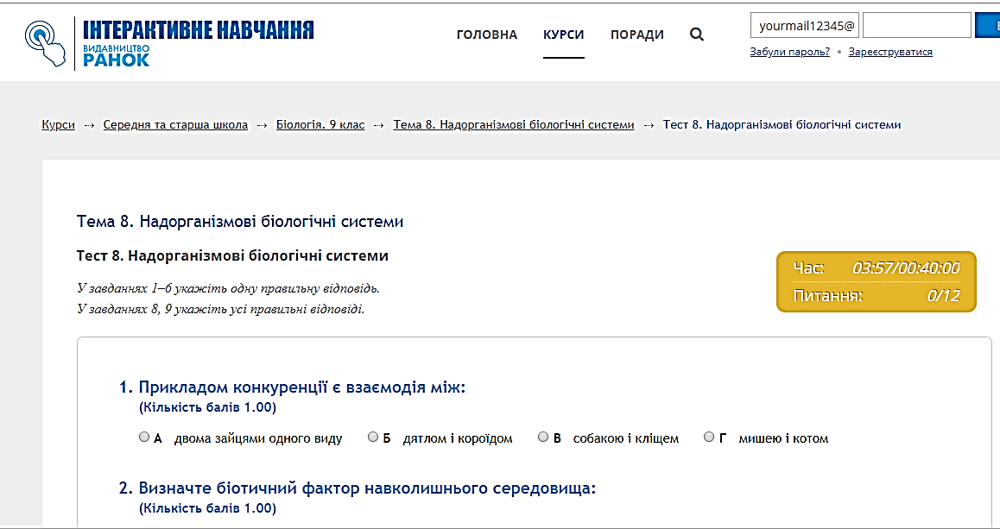 ІНТЕРАКТИВНЕ НАВЧАННЯ
ВИДАВНИЦТВО
РАНОК
ГОЛОВНА КУРСИ ПОРАДИ
yourmail12345@
Забули пароль? • Зареєструватися
Курси → Середня та старша школа → Біологія. 9 клас → Тема 8. Надорганізмові біологічні системи → Тест 8. Надорганізмові біологічні системи
Тема 8. Надорганізмові біологічні системи
Тест 8. Надорганізмові біологічні системи
У завданнях 1–6 укажіть одну правильну відповідь.
У завданнях 8, 9 укажіть усі правильні відповіді.
Час: 03:57/00:40:00
Питання: 0/12
1. Прикладом конкуренції є взаємодія між:
(Кількість балів 1.00)
А двома зайцями одного виду Б дятлом і короїдом В собакою і кліщем Г мишею і котом
2. Визначте біотичний фактор навколишнього середовища:
(Кількість балів 1.00)